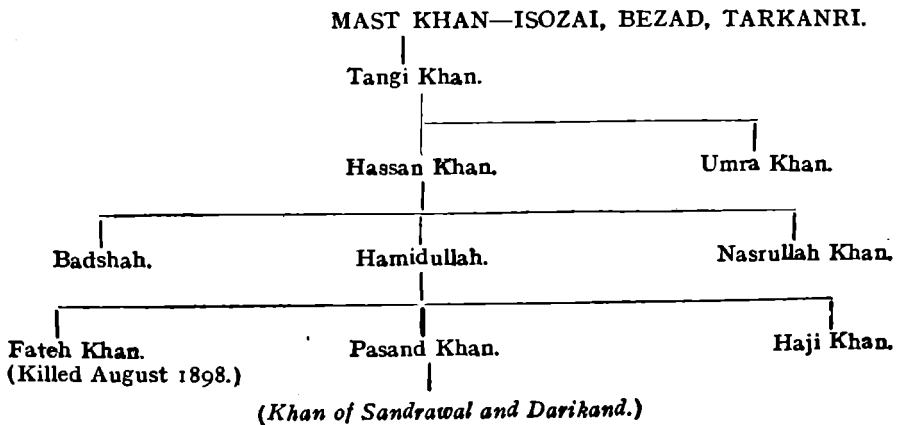 MAST KHAN—ISOZAI, BEZAD, TARKANRI.
Tangi Khan.
Hassan Khan. Umra Khan.
Badshah. Hamidullah. Nasrullah Khan.
Fateh Khan. Pasand Khan. Haji Khan.
(Killed August 1898.)
(Khan of Sandrawal and Darikand.)